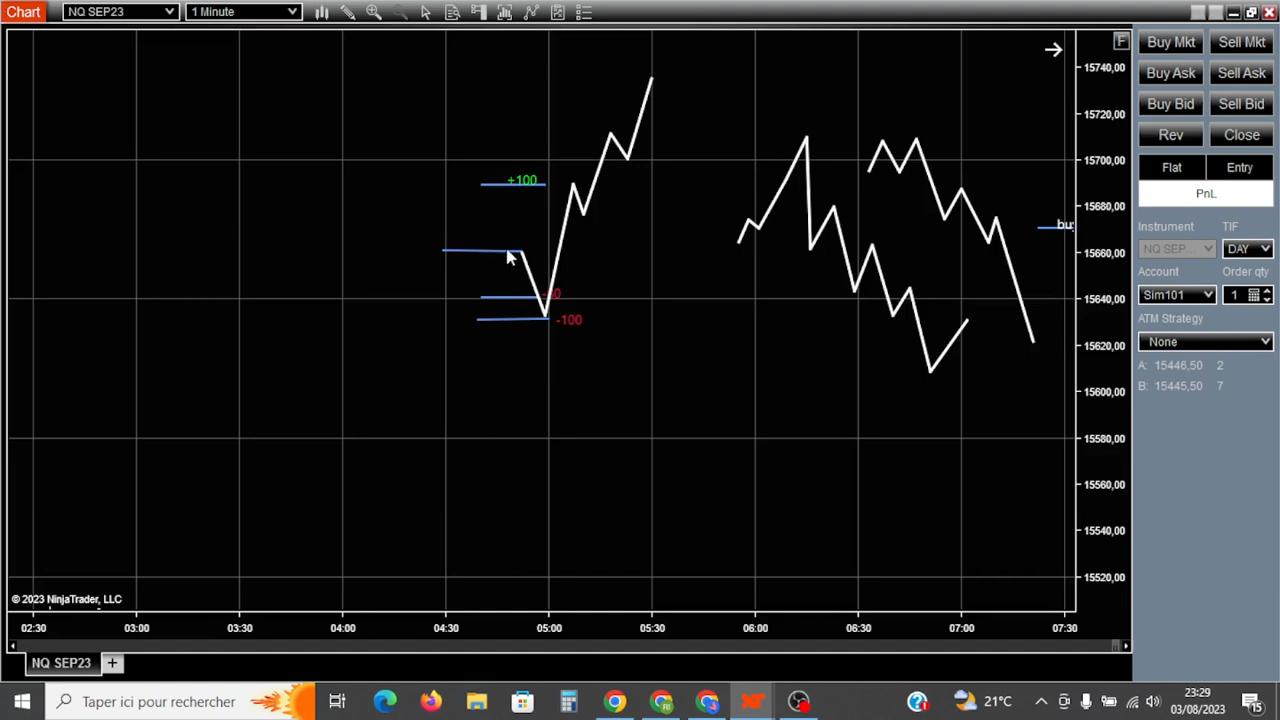 Chart NQ SEP23 1 Minute
F
Buy Mkt Sell Mkt
Buy Ask Sell Ask
Buy Bid Sell Bid
Rev Close
Flat Entry
PnL
Instrument TIF
NQ SEP... DAY
Account Order qty
Sim101 1
ATM Strategy
None
A: 15446,50 2
B: 15445,50 7
15740,00
15720,00
15700,00
15680,00
15660,00
15640,00
15620,00
15600,00
15580,00
15560,00
15540,00
15520,00
+100
-100
© 2023 NinjaTrader, LLC
02:30 03:00 03:30 04:00 04:30 05:00 05:30 06:00 06:30 07:00 07:30
NQ SEP23 +
Taper ici pour rechercher
21°C
23:29
03/08/2023
15